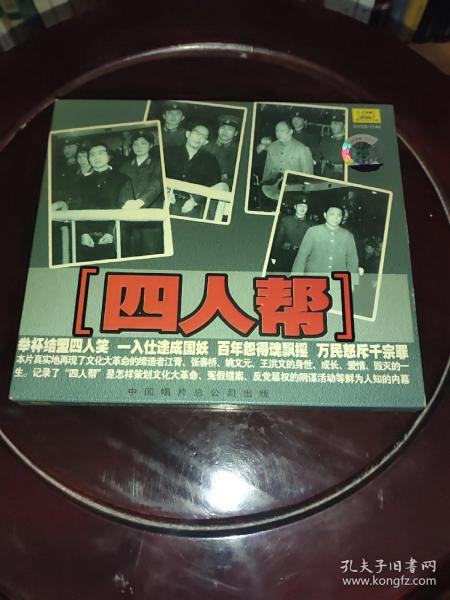 [四人帮]
举杯结盟四人笑 一入仕途成国妖 百年怨得魂飘摇 万民怒斥千宗罪
本片真实地再现了文化大革命的缔造者江青、张春桥、姚文元、王洪文的身世、成长、爱情、毁灭的一
生。记录了“四人帮”是怎样策划文化大革命、冤假错案、反党篡权的阴谋活动等鲜为人知的内幕
中国唱片总公司出版
孔夫子旧书网
www.kongfz.com